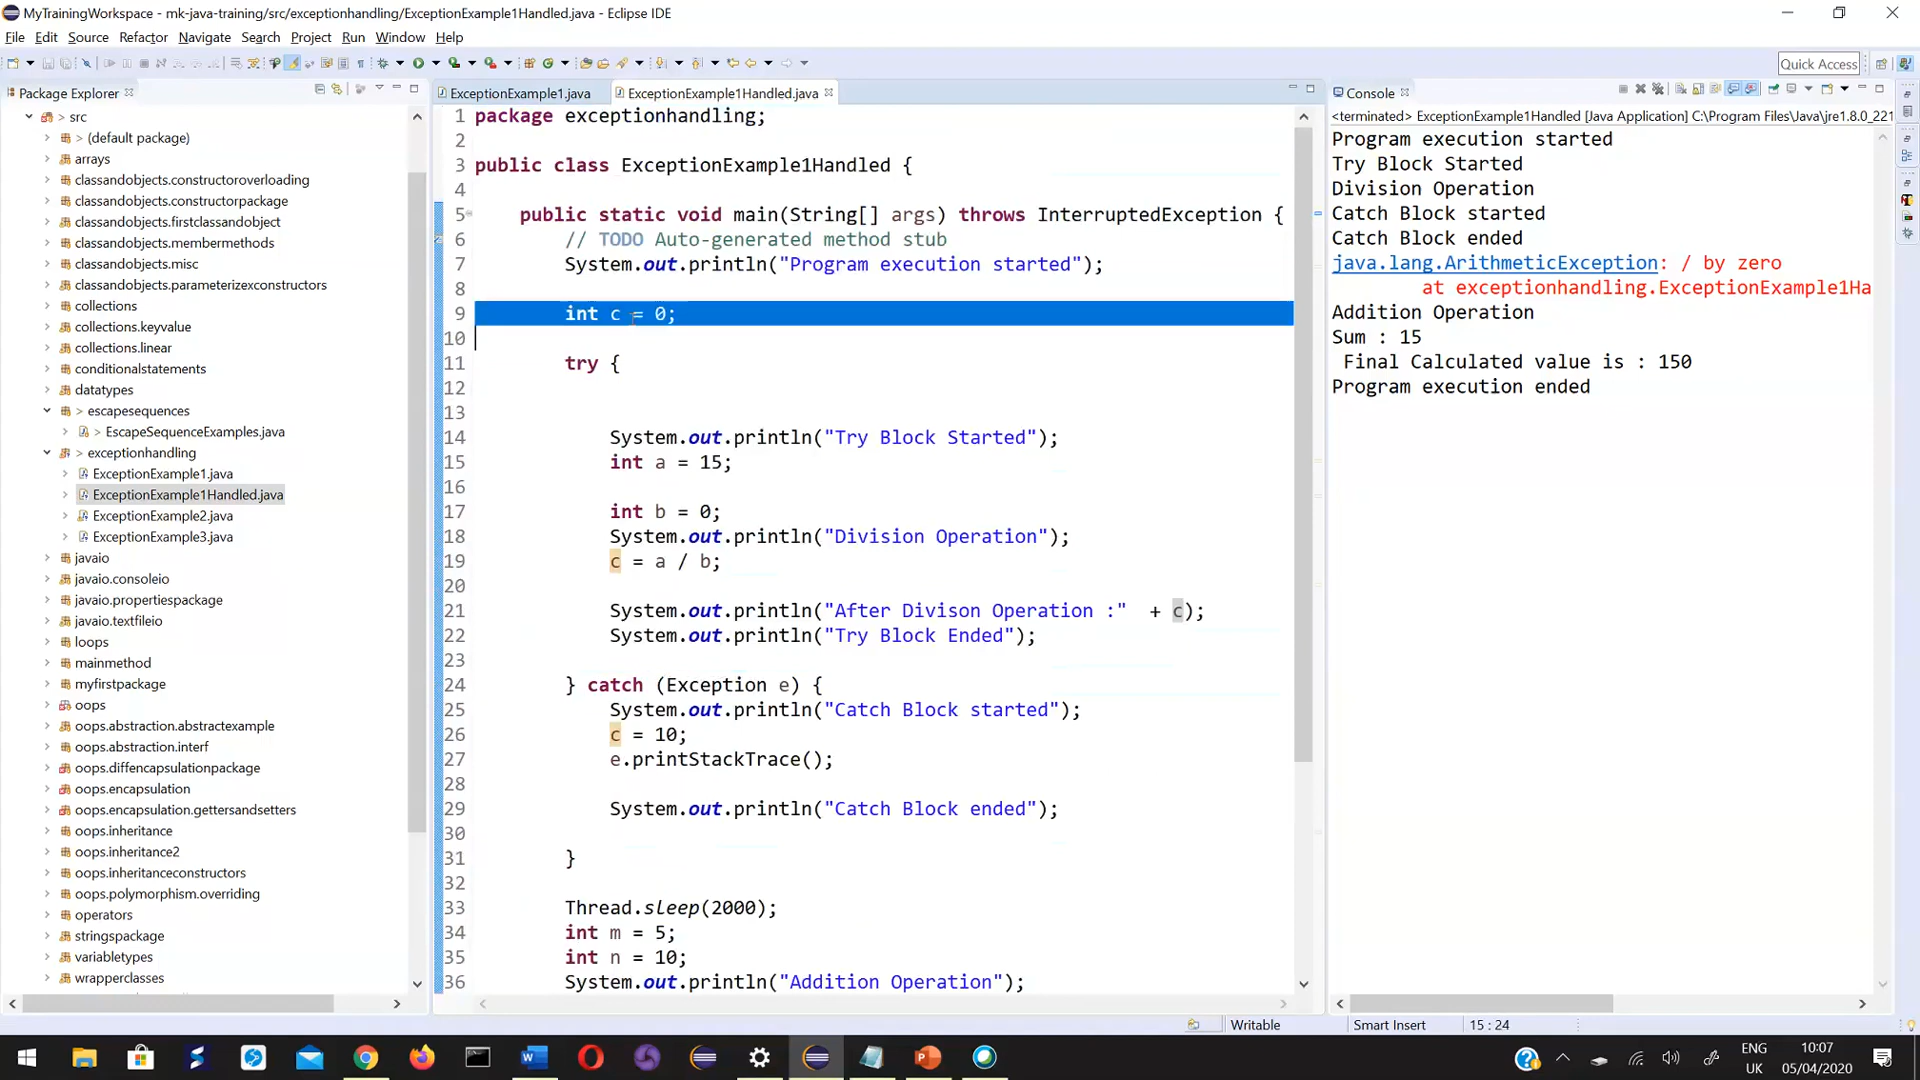 MyTrainingWorkspace - mk-java-training/src/exceptionhandling/ExceptionExample1Handled.java - Eclipse IDE
File Edit Source Refactor Navigate Search Project Run Window Help
Quick Access
Package Explorer
src
> (default package)
arrays
classandobjects.constructoroverloading
classandobjects.constructorpackage
classandobjects.firstclassandobject
classandobjects.membermethods
classandobjects.misc
classandobjects.parameterizexconstructors
collections
collections.keyvalue
collections.linear
conditionalstatements
datatypes
> escapesequences
> EscapeSequenceExamples.java
> exceptionhandling
ExceptionExample1.java
ExceptionExample1Handled.java
ExceptionExample2.java
ExceptionExample3.java
javaio
javaio.consoleio
javaio.propertiespackage
javaio.textfileio
loops
mainmethod
myfirstpackage
oops
oops.abstraction.abstractexample
oops.abstraction.interf
oops.diffencapsulationpackage
oops.encapsulation
oops.encapsulation.gettersandsetters
oops.inheritance
oops.inheritance2
oops.inheritanceconstructors
oops.polymorphism.overriding
operators
stringspackage
variabletypes
wrapperclasses
ExceptionExample1.java ExceptionExample1Handled.java
1 package exceptionhandling;
2
3 public class ExceptionExample1Handled {
4
5 public static void main(String[] args) throws InterruptedException {
6 // TODO Auto-generated method stub
7 System.out.println("Program execution started");
8
9 int c = 0;
10
11 try {
12
13
14 System.out.println("Try Block Started");
15 int a = 15;
16
17 int b = 0;
18 System.out.println("Division Operation");
19 c = a / b;
20
21 System.out.println("After Divison Operation :" + c);
22 System.out.println("Try Block Ended");
23
24 } catch (Exception e) {
25 System.out.println("Catch Block started");
26 c = 10;
27 e.printStackTrace();
28
29 System.out.println("Catch Block ended");
30
31 }
32
33 Thread.sleep(2000);
34 int m = 5;
35 int n = 10;
36 System.out.println("Addition Operation");
Console
<terminated> ExceptionExample1Handled [Java Application] C:\Program Files\Java\jre1.8.0_221
Program execution started
Try Block Started
Division Operation
Catch Block started
Catch Block ended
java.lang.ArithmeticException: / by zero
at exceptionhandling.ExceptionExample1Ha
Addition Operation
Sum : 15
Final Calculated value is : 150
Program execution ended
Writable Smart Insert 15 : 24
ENG
UK
10:07
05/04/2020